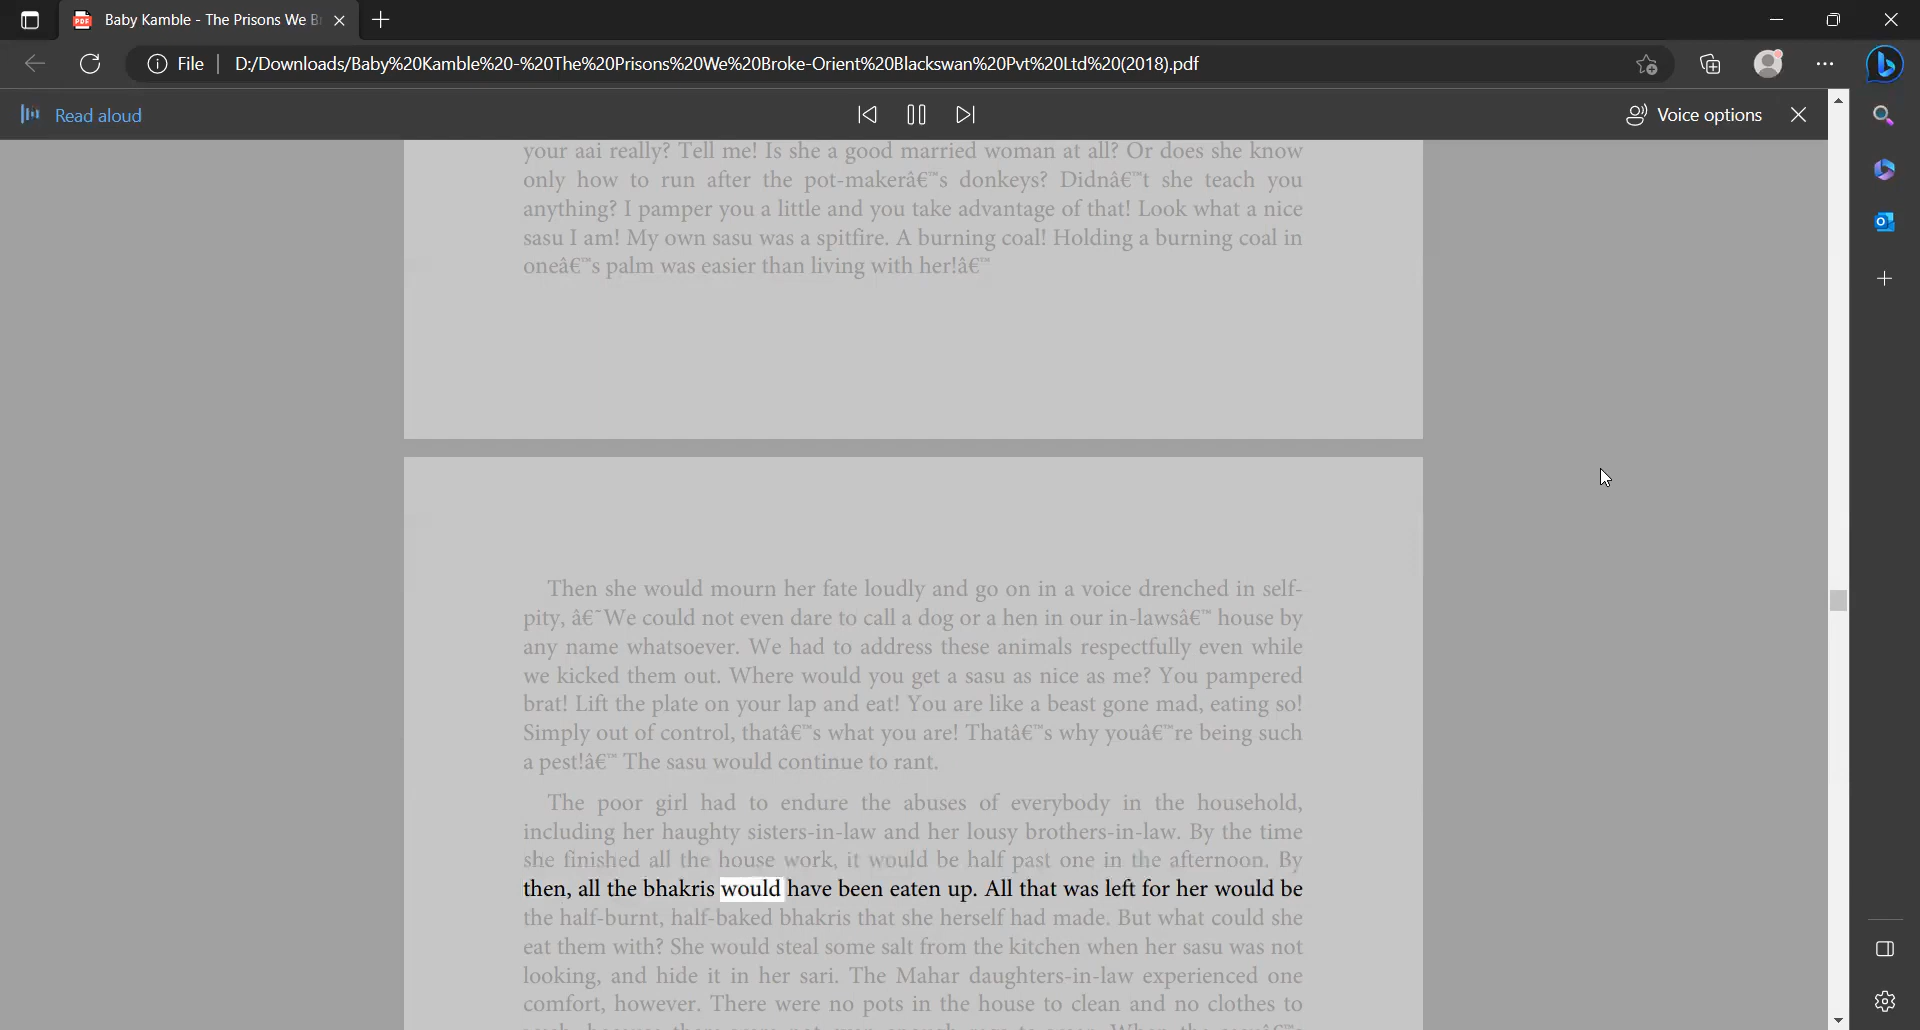 Baby Kamble - The Prisons We B
File
D:/Downloads/Baby%20Kamble%20-%20The%20Prisons%20We%20Broke-Orient%20Blackswan%20Pvt%20Ltd%20(2018).pdf
Read aloud
Voice options
your aai really? Tell me! Is she a good married woman at all? Or does she know
only how to run after the pot-makerâ€™s donkeys? Didnâ€™t she teach you
anything? I pamper you a little and you take advantage of that! Look what a nice
sasu I am! My own sasu was a spitfire. A burning coal! Holding a burning coal in
oneâ€™s palm was easier than living with her!â€™
Then she would mourn her fate loudly and go on in a voice drenched in self-
pity, â€˜We could not even dare to call a dog or a hen in our in-lawsâ€™ house by
any name whatsoever. We had to address these animals respectfully even while
we kicked them out. Where would you get a sasu as nice as me? You pampered
brat! Lift the plate on your lap and eat! You are like a beast gone mad, eating so!
Simply out of control, thatâ€™s what you are! Thatâ€™s why youâ€™re being such
a pest!â€™ The sasu would continue to rant.
The poor girl had to endure the abuses of everybody in the household,
including her haughty sisters-in-law and her lousy brothers-in-law. By the time
she finished all the house work, it would be half past one in the afternoon. By
then, all the bhakris would have been eaten up. All that was left for her would be
the half-burnt, half-baked bhakris that she herself had made. But what could she
eat them with? She would steal some salt from the kitchen when her sasu was not
looking, and hide it in her sari. The Mahar daughters-in-law experienced one
comfort, however. There were no pots in the house to clean and no clothes to